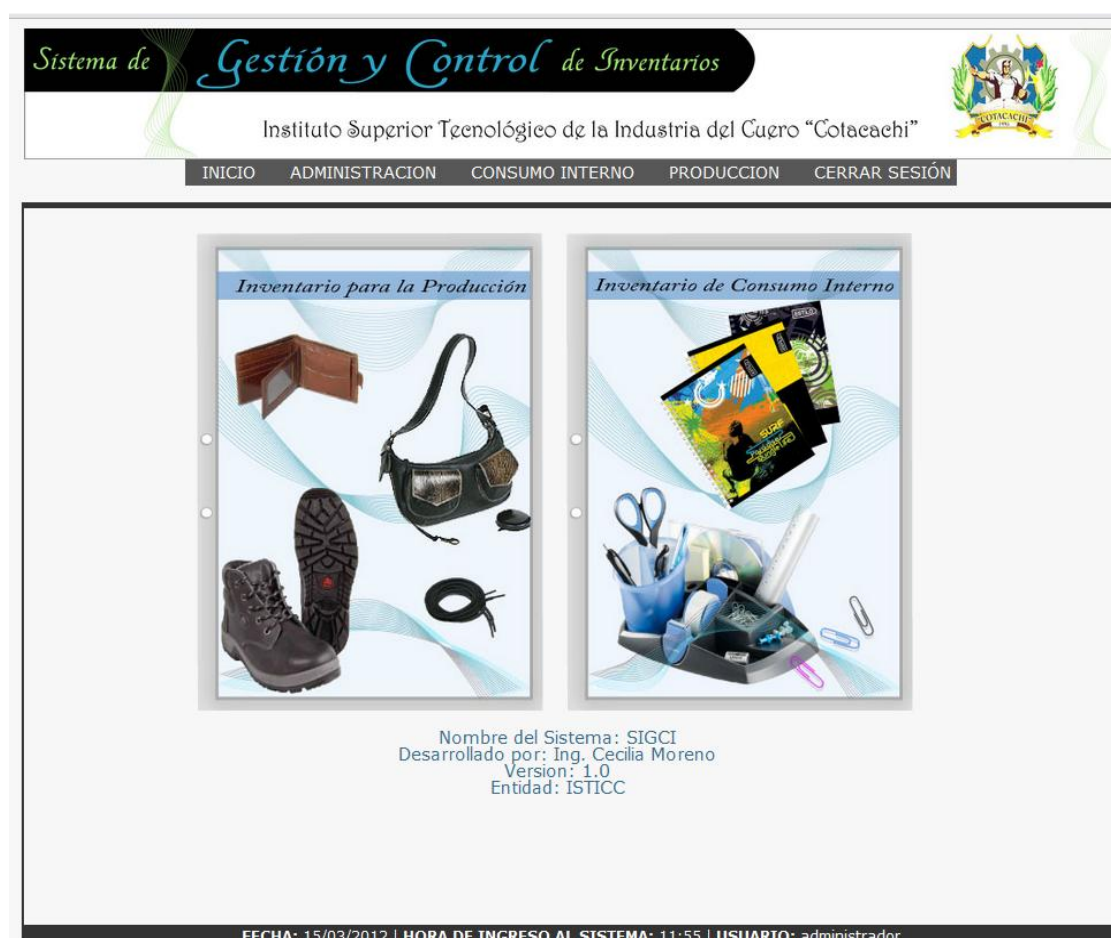 Sistema de Gestión y Control de Inventarios
Instituto Superior Tecnológico de la Industria del Cuero “Cotacachi”
COTACACHI
INICIO ADMINISTRACION CONSUMO INTERNO PRODUCCION CERRAR SESIÓN
Inventario para la Producción
Inventario de Consumo Interno
ESTILO
SURF
Nombre del Sistema: SIGCI
Desarrollado por: Ing. Cecilia Moreno
Version: 1.0
Entidad: ISTICC
FECHA: 15/03/2012 | HORA DE INGRESO AL SISTEMA: 11:55 | USUARIO: administrador